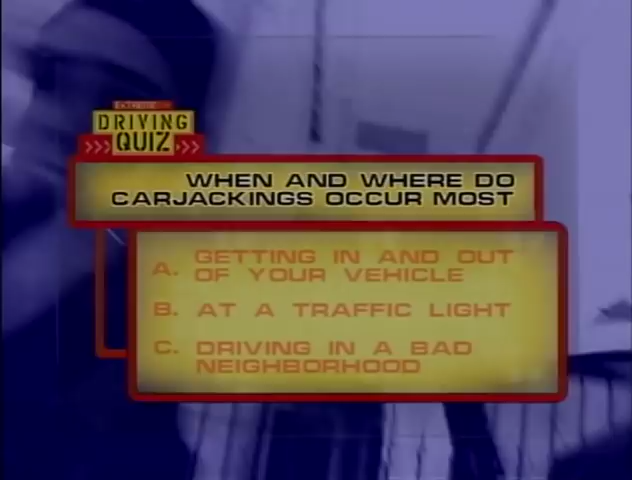 DRIVING
QUIZ
WHEN AND WHERE DO
CARJACKINGS OCCUR MOST
A. GETTING IN AND OUT
OF YOUR VEHICLE
B. AT A TRAFFIC LIGHT
C. DRIVING IN A BAD
NEIGHBORHOOD